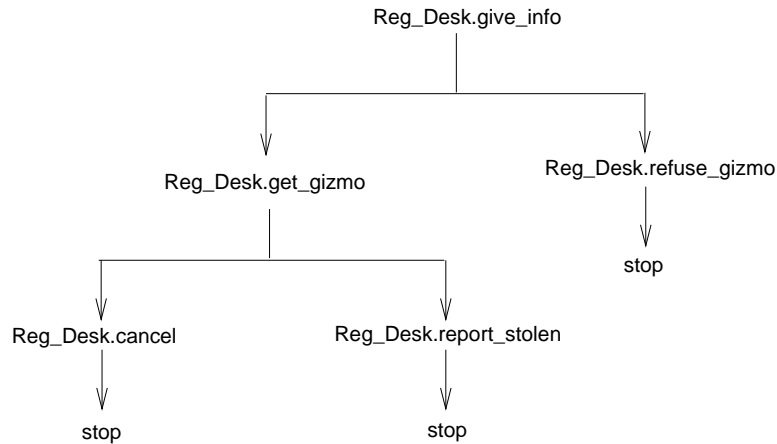 Reg_Desk.give_info
Reg_Desk.get_gizmo
Reg_Desk.refuse_gizmo
stop
Reg_Desk.cancel
Reg_Desk.report_stolen
stop
stop